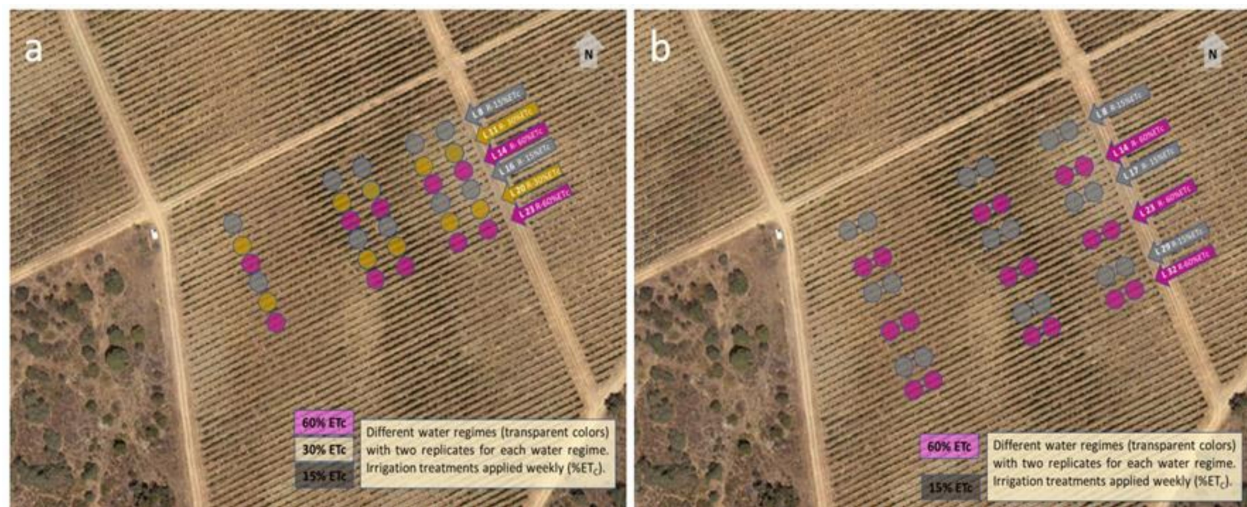 a
N
L 8 R-15%ETc
L 11 R-30%ETc
L 14 R-60%ETc
L 16 R-15%ETc
L 20 R-30%ETc
L 23 R-60%ETc
60% ETc
30% ETc
15% ETc
Different water regimes (transparent colors)
with two replicates for each water regime.
Irrigation treatments applied weekly (%ETC).
b
N
L 8 R-15%ETc
L 14 R-60%ETc
L 17 R-15%ETc
L 23 R-60%ETc
L 29 R-15%ETc
L 32 R-60%ETc
60% ETc
15% ETc
Different water regimes (transparent colors)
with two replicates for each water regime.
Irrigation treatments applied weekly (%ETC).